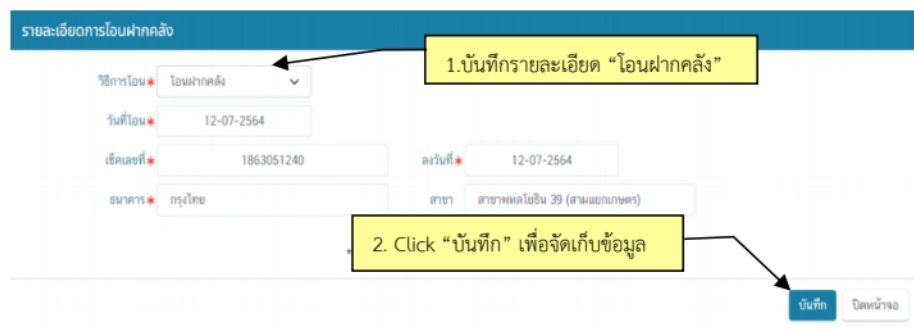 รายละเอียดการโอนฝากคลัง
1.บันทึกรายละเอียด “โอนฝากคลัง”
วิธีการโอน* โอนฝากคลัง
วันที่โอน* 12-07-2564
เช็คเลขที่* 1863051240 ลงวันที่* 12-07-2564
ธนาคาร* กรุงไทย สาขา สาขาพหลโยธิน 39 (สามแยกเกษตร)
2. Click “บันทึก” เพื่อจัดเก็บข้อมูล
บันทึก ปิดหน้าจอ